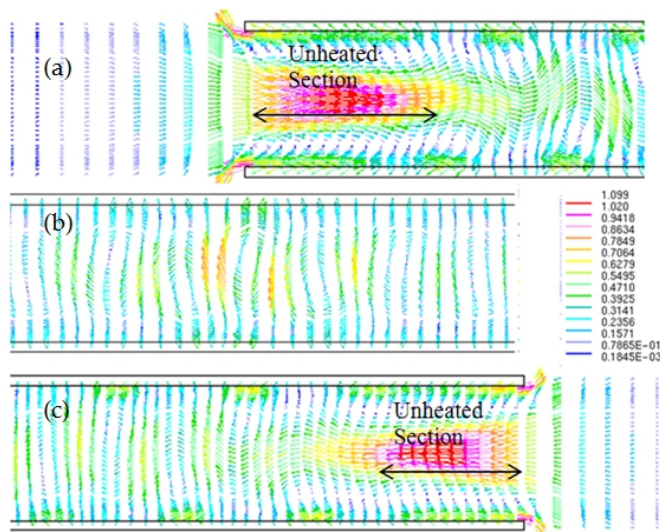 (a)
Unheated
Section
(b)
1.099
1.020
0.9418
0.8634
0.7849
0.7064
0.6279
0.5495
0.4710
0.3925
0.3141
0.2356
0.1571
0.7865E-01
0.1845E-03
(c)
Unheated
Section